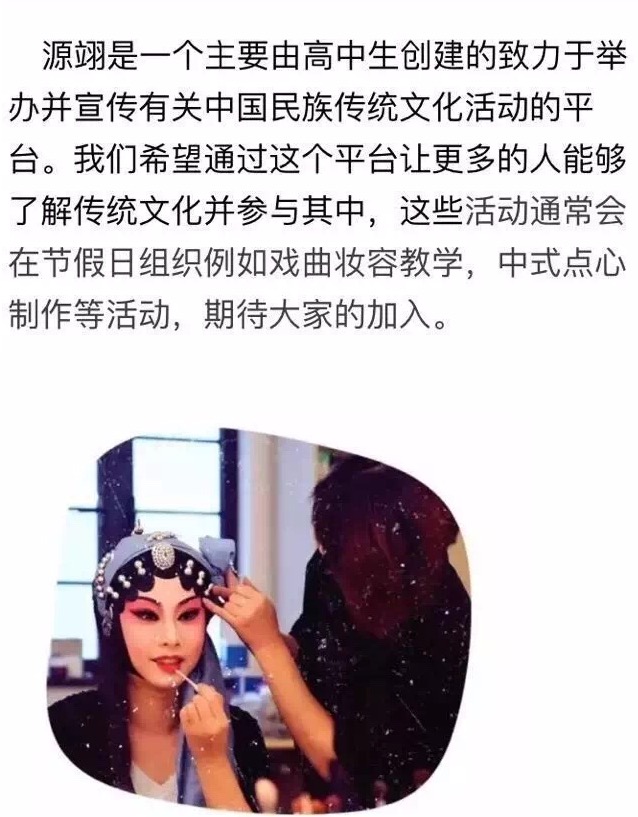 源翊是一个主要由高中生创建的致力于举
办并宣传有关中国民族传统文化活动的平
台。我们希望通过这个平台让更多的人能够
了解传统文化并参与其中，这些活动通常会
在节假日组织例如戏曲妆容教学，中式点心
制作等活动，期待大家的加入。